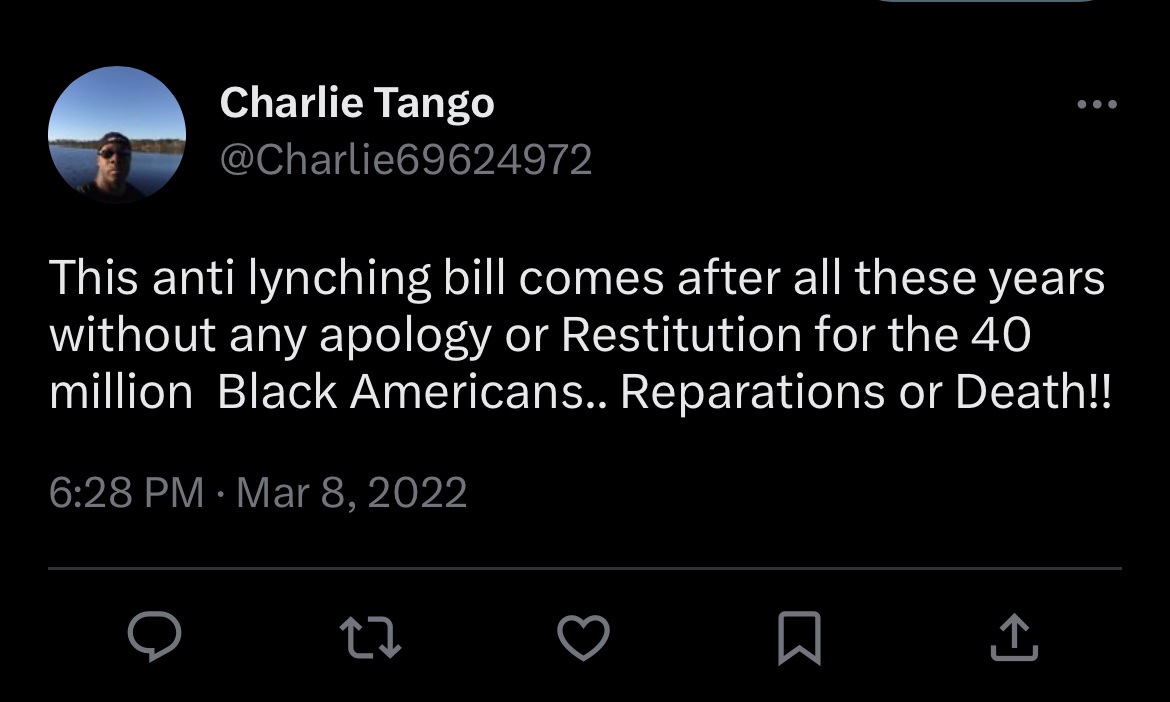 Charlie Tango
@Charlie69624972
This anti lynching bill comes after all these years
without any apology or Restitution for the 40
million  Black Americans.. Reparations or Death!!
6:28 PM · Mar 8, 2022